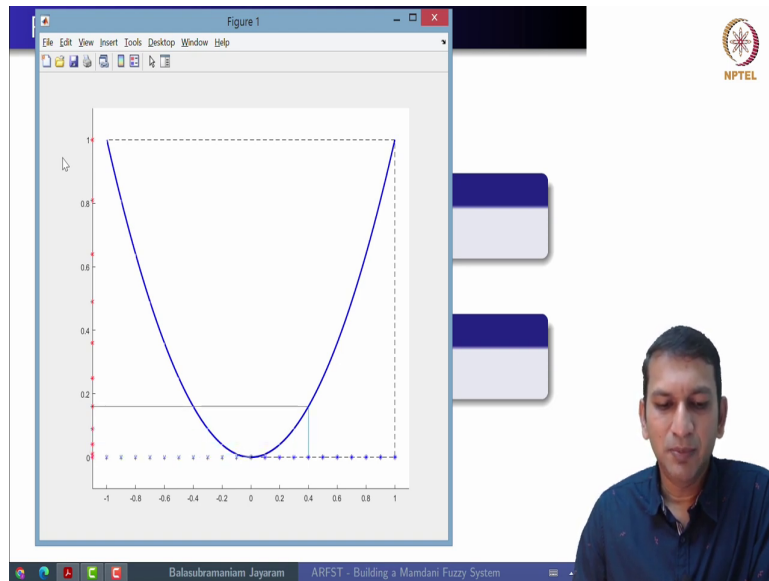 Figure 1
File Edit View Insert Tools Desktop Window Help
NPTEL
1
0.8
0.6
0.4
0.2
0
-1 -0.8 -0.6 -0.4 -0.2 0 0.2 0.4 0.6 0.8 1
Balasubramaniam Jayaram ARFST - Building a Mamdani Fuzzy System